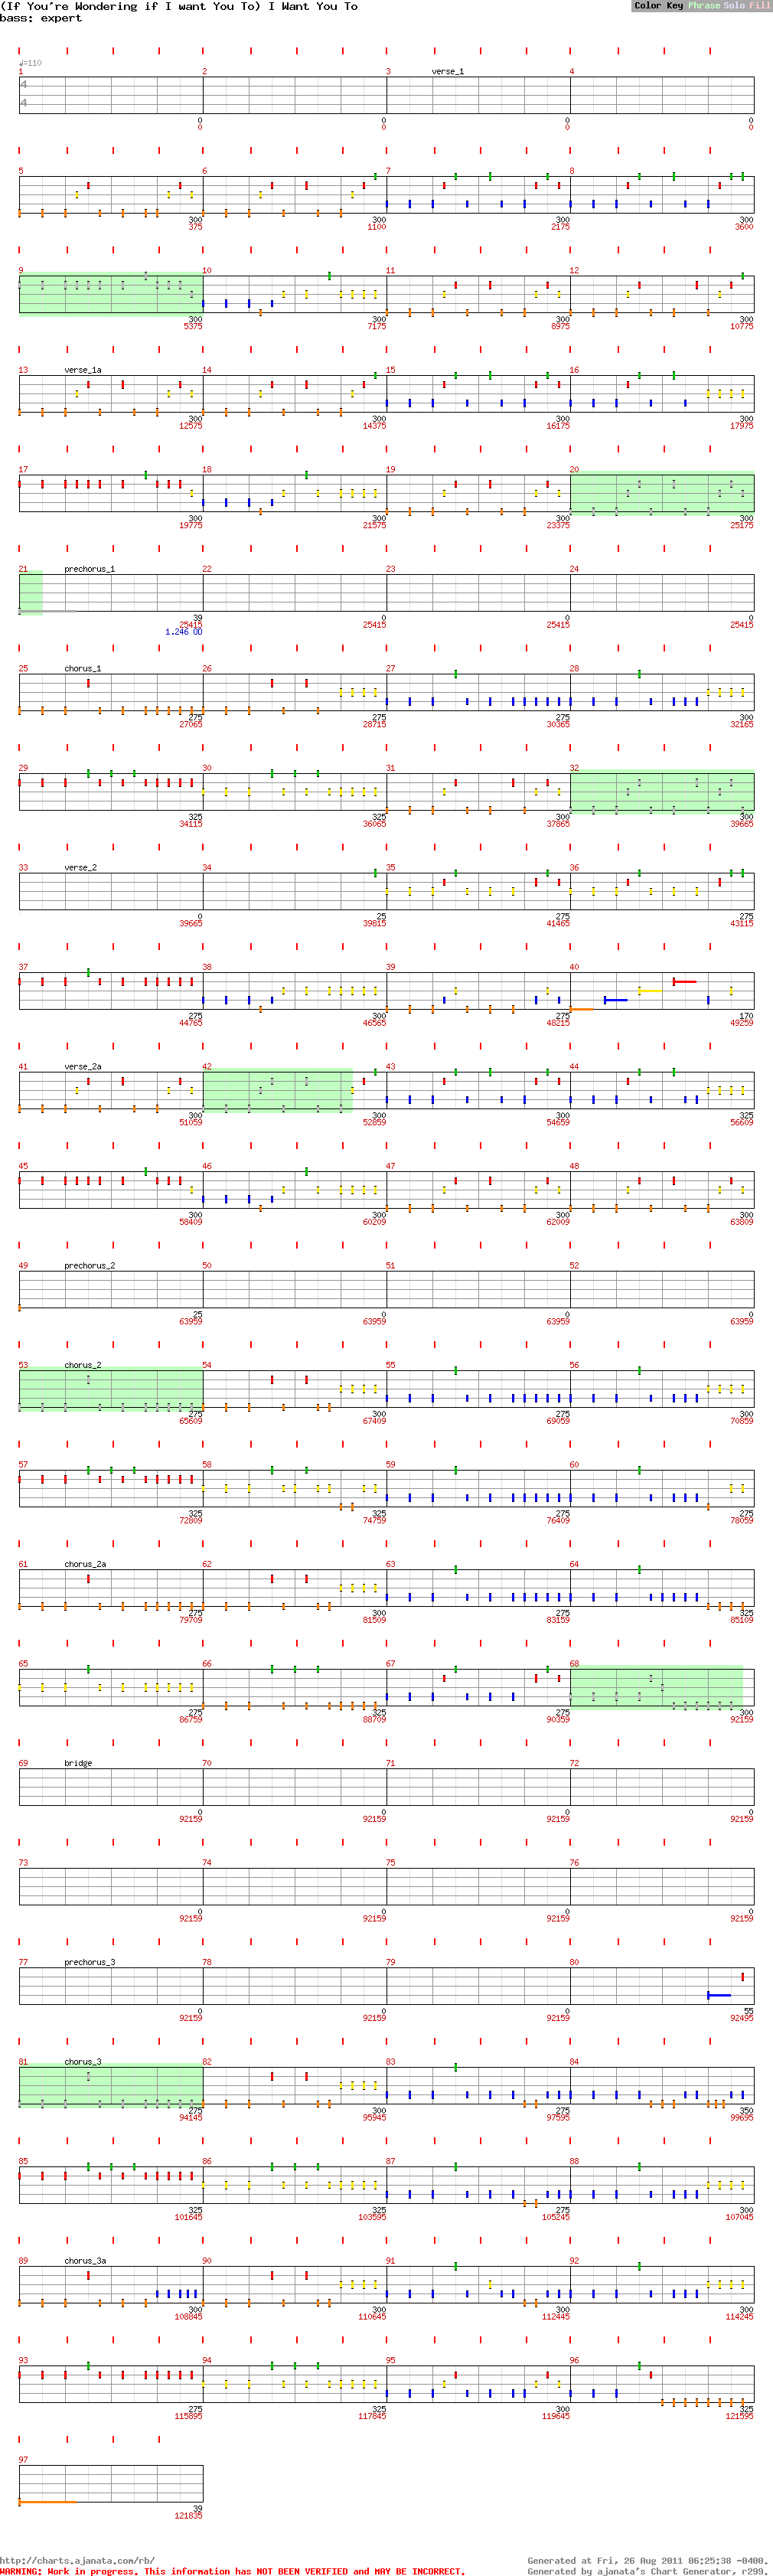 (If You're Wondering if I want You To) I Want You To
Color Key Phrase Solo Fill
bass: expert
♩=110
1 2 3 verse_1 4
4
4
0 0 0 0
0 0 0 0
5 6 7 8
300 300 300 300
375 1100 2175 3600
9 10 11 12
300 300 300 300
5375 7175 8975 10775
13 verse_1a 14 15 16
300 300 300 300
12575 14375 16175 17975
17 18 19 20
300 300 300 300
19775 21575 23375 25175
21 prechorus_1 22 23 24
39 0 0 0
25415 25415 25415 25415
1.246 OD
25 chorus_1 26 27 28
275 275 275 300
27065 28715 30365 32165
29 30 31 32
325 325 300 300
34115 36065 37865 39665
33 verse_2 34 35 36
0 25 275 275
39665 39815 41465 43115
37 38 39 40
275 300 275 170
44765 46565 48215 49259
41 verse_2a 42 43 44
300 300 300 325
51059 52859 54659 56609
45 46 47 48
300 300 300 300
58409 60209 62009 63809
49 prechorus_2 50 51 52
25 0 0 0
63959 63959 63959 63959
53 chorus_2 54 55 56
275 300 275 300
65609 67409 69059 70859
57 58 59 60
325 325 275 275
72809 74759 76409 78059
61 chorus_2a 62 63 64
275 300 275 325
79709 81509 83159 85109
65 66 67 68
275 325 275 300
86759 88709 90359 92159
69 bridge 70 71 72
0 0 0 0
92159 92159 92159 92159
73 74 75 76
0 0 0 0
92159 92159 92159 92159
77 prechorus_3 78 79 80
0 0 0 55
92159 92159 92159 92495
81 chorus_3 82 83 84
275 300 275 350
94145 95945 97595 99695
85 86 87 88
325 325 275 300
101645 103595 105245 107045
89 chorus_3a 90 91 92
300 300 300 300
108845 110645 112445 114245
93 94 95 96
275 325 300 325
115895 117845 119645 121595
97
39
121835
http://charts.ajanata.com/rb/
Generated at Fri, 26 Aug 2011 06:25:38 -0400.
WARNING: Work in progress. This information has NOT BEEN VERIFIED and MAY BE INCORRECT.
Generated by ajanata's Chart Generator, r299.